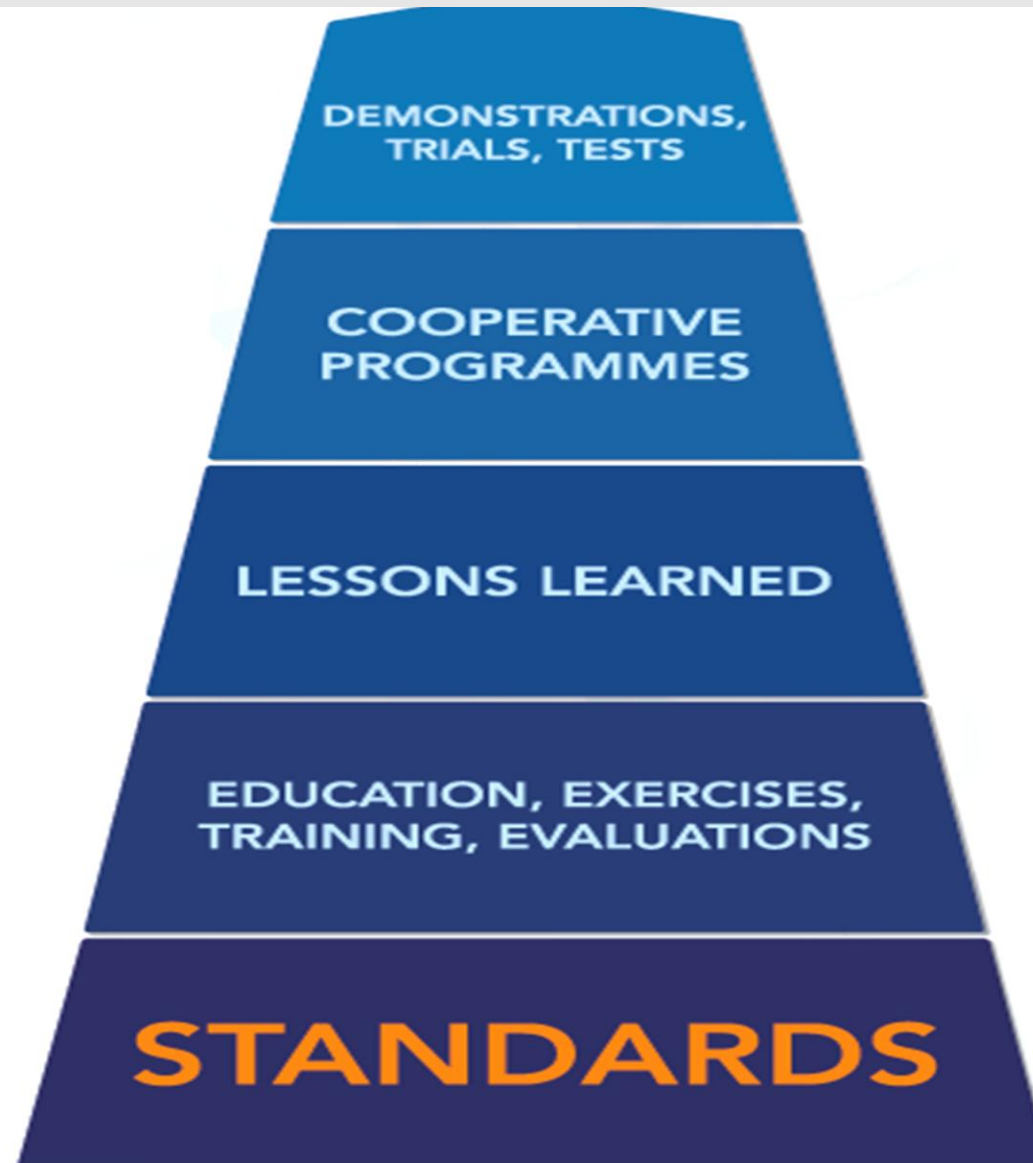 DEMONSTRATIONS,
TRIALS, TESTS
COOPERATIVE
PROGRAMMES
LESSONS LEARNED
EDUCATION, EXERCISES,
TRAINING, EVALUATIONS
STANDARDS